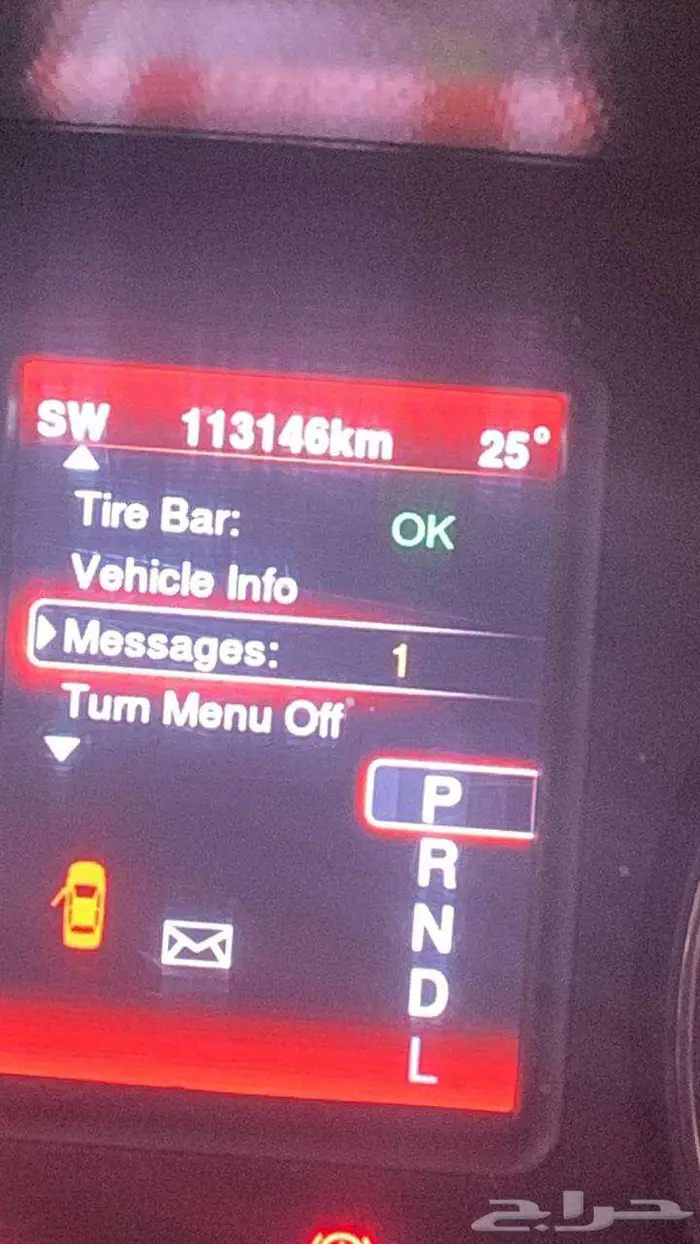 SW 113146km 25°
Tire Bar: OK
Vehicle Info
Messages: 1
Turn Menu Off
P
R
N
D
L
حراج